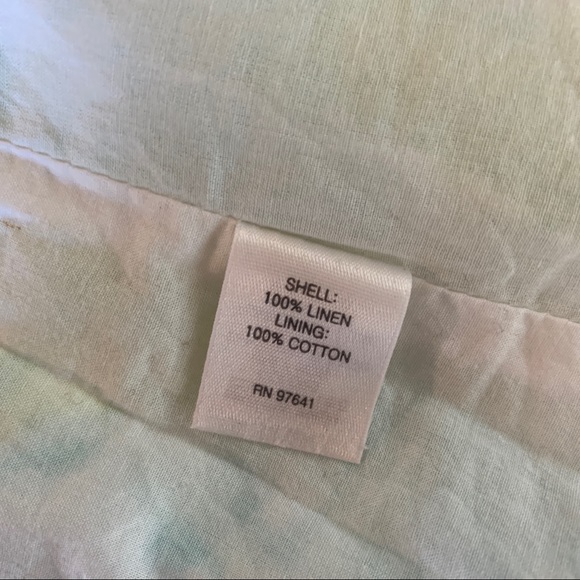 SHELL:
100% LINEN
LINING:
100% COTTON
RN 97641